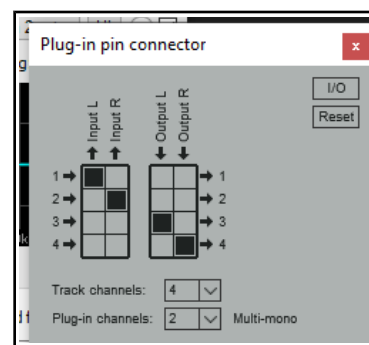 Plug-in pin connector
x
I/O
Reset
Input L
Input R
Output L
Output R
1
1
2
2
3
3
4
4
Track channels: 4
Plug-in channels: 2 Multi-mono